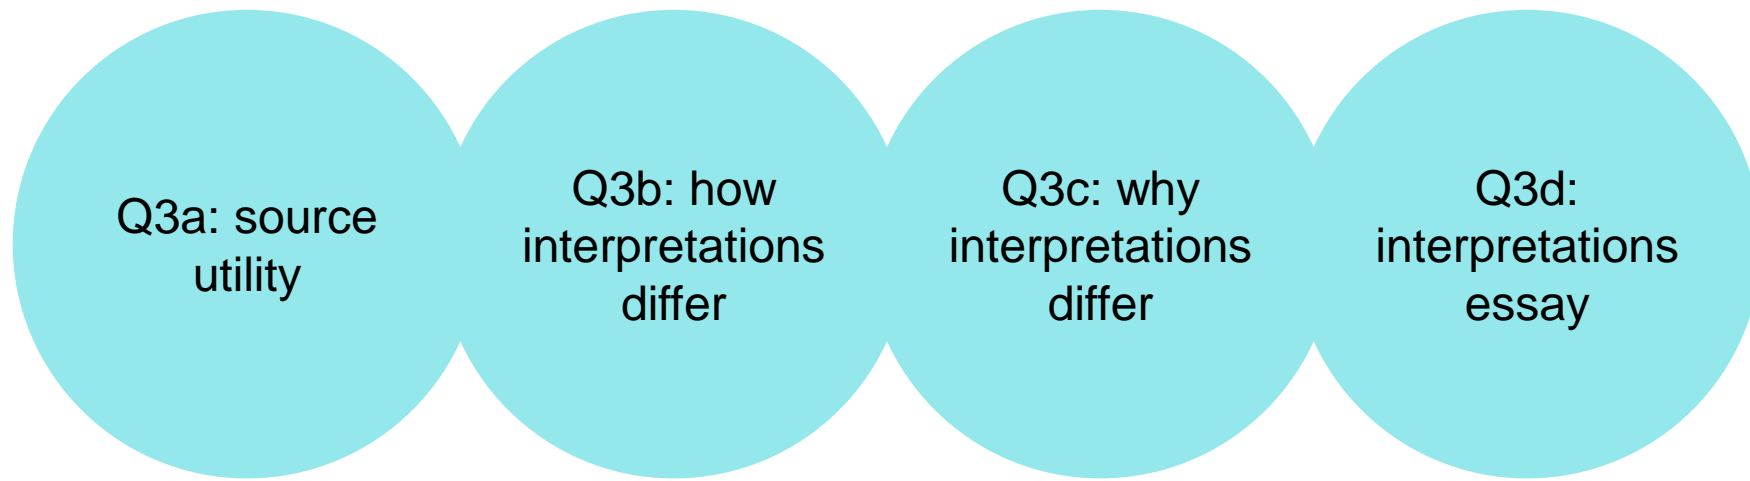 Q3a: source
utility
Q3b: how
interpretations
differ
Q3c: why
interpretations
differ
Q3d:
interpretations
essay